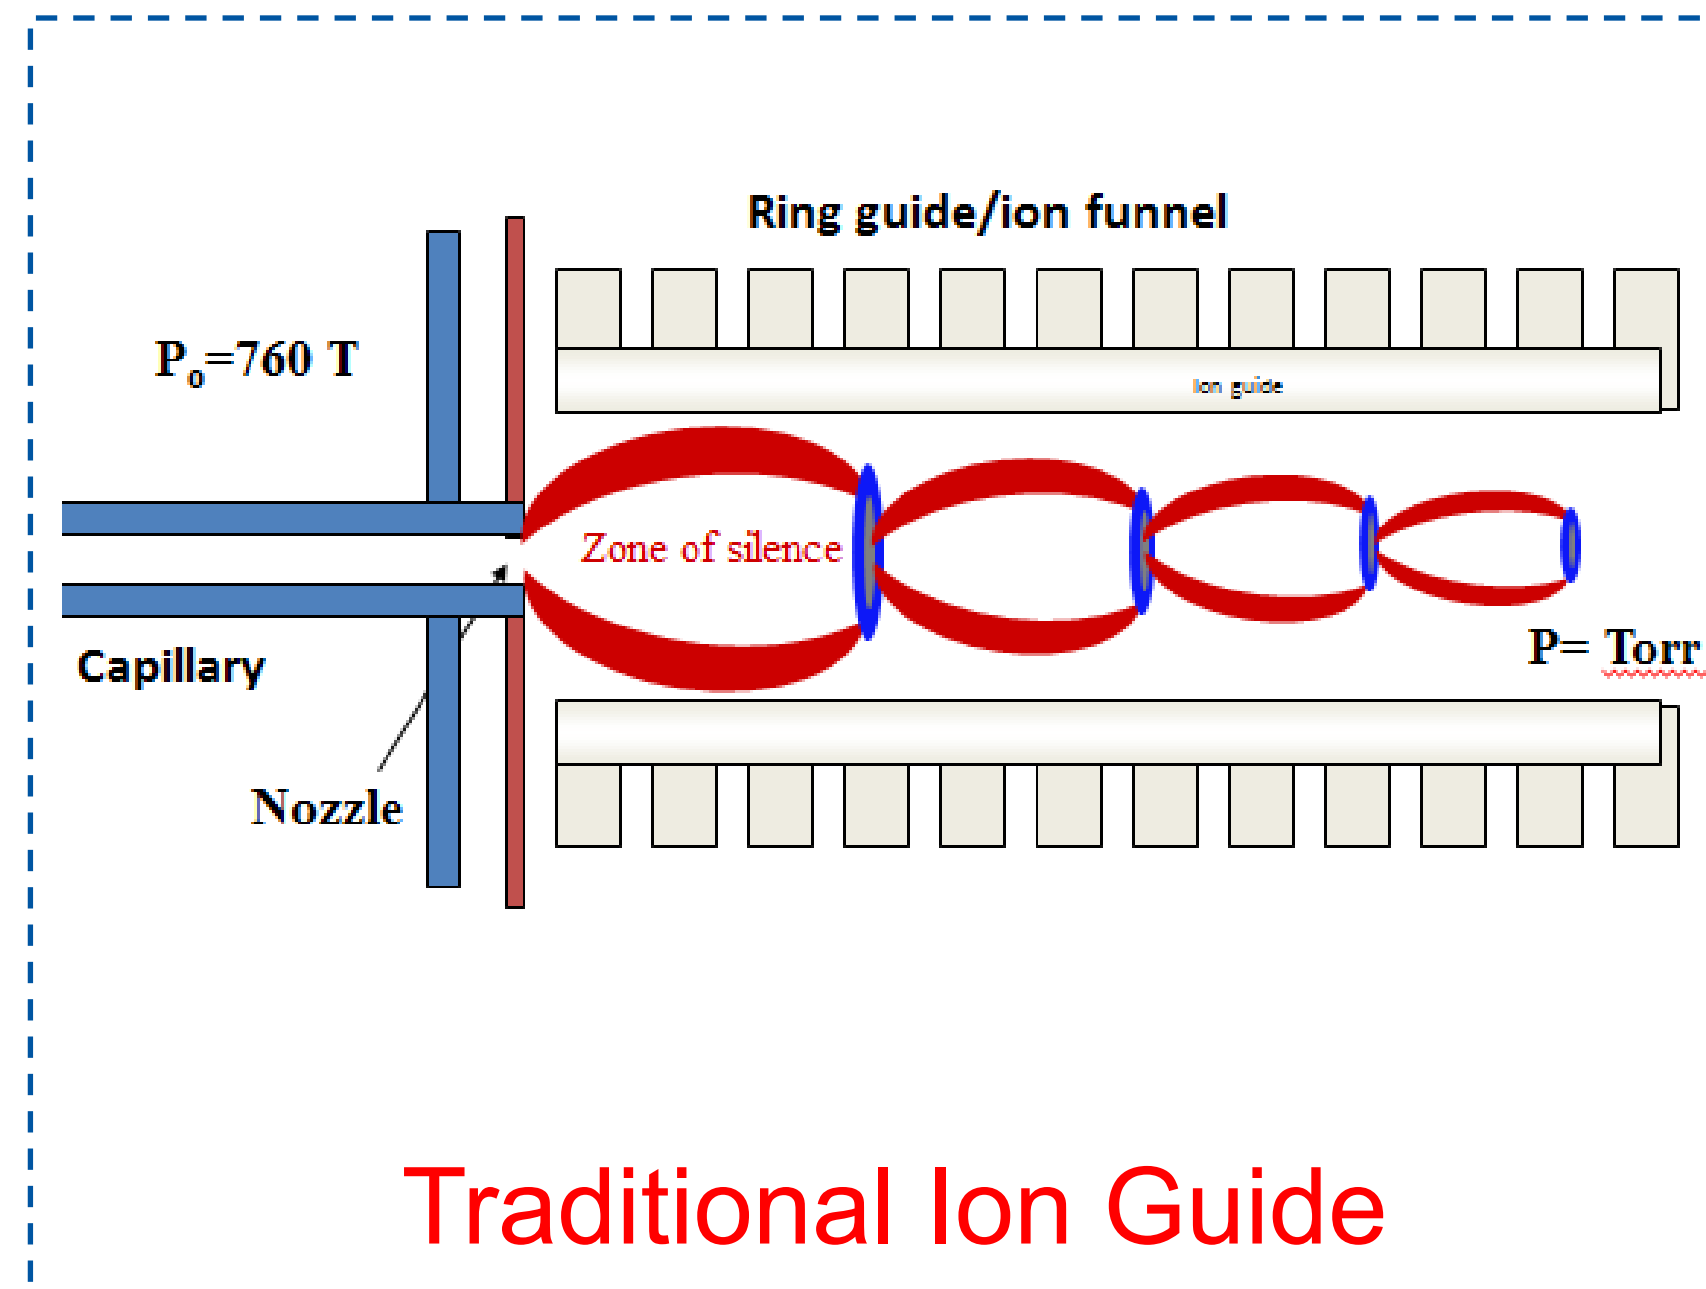 Ring guide/ion funnel
Pₒ=760 T
Ion guide
Zone of silence
P= Torr
Capillary
Nozzle
Traditional Ion Guide